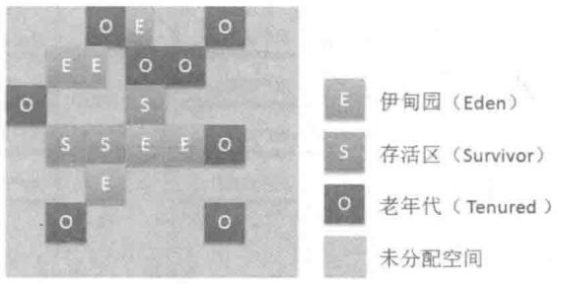 O E O
E E O O
O S
S S E E O
E
O O
E 伊甸园（Eden）
S 存活区（Survivor）
O 老年代（Tenured）
未分配空间